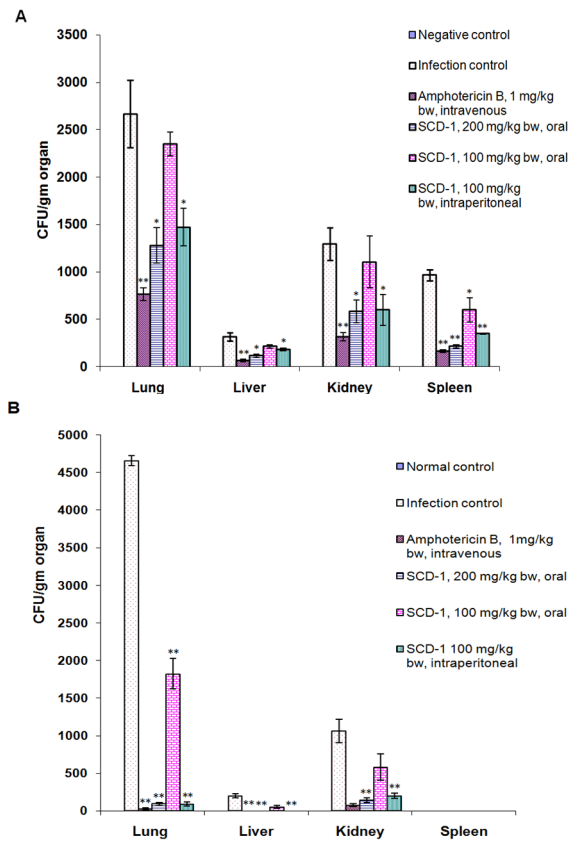 A
3500
3000
2500
2000
1500
1000
500
0
CFU/gm organ
Negative control
Infection control
Amphotericin B, 1 mg/kg
bw, intravenous
SCD-1, 200 mg/kg bw, oral
SCD-1, 100 mg/kg bw, oral
SCD-1, 100 mg/kg
bw, intraperitoneal
** * *
** * *
** * *
** ** * **
Lung Liver Kidney Spleen
B
5000
4500
4000
3500
3000
2500
2000
1500
1000
500
0
CFU/gm organ
Normal control
Infection control
Amphotericin B, 1mg/kg
bw, intravenous
SCD-1, 200 mg/kg bw, oral
SCD-1, 100 mg/kg bw, oral
SCD-1 100 mg/kg
bw, intraperitoneal
** ** ** **
** ** **
** **
Lung Liver Kidney Spleen